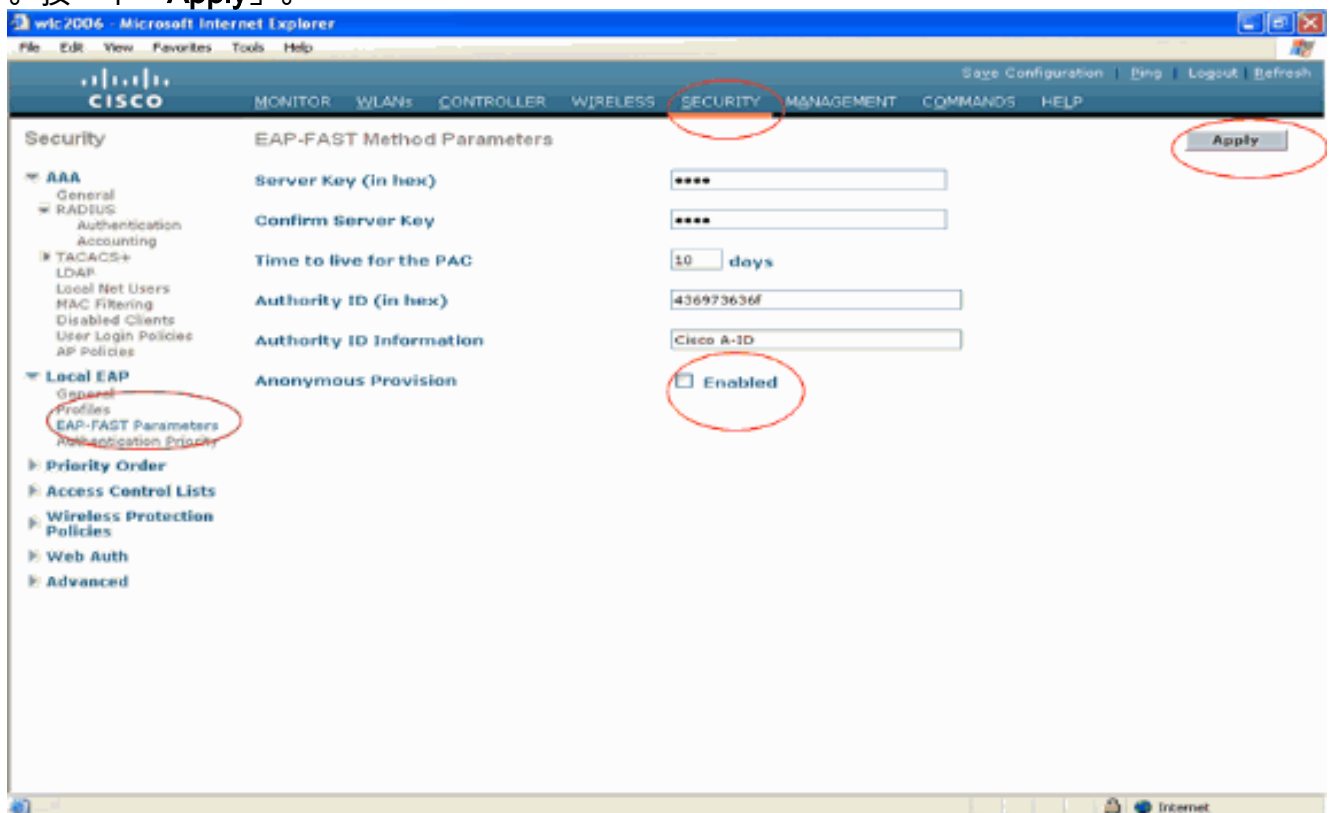 。按一下「Apply」。
wlc2006 - Microsoft Internet Explorer
File Edit View Favorites Tools Help
Save Configuration | Ping | Logout | Refresh
CISCO
MONITOR WLANs CONTROLLER WIRELESS SECURITY MANAGEMENT COMMANDS HELP
Security
EAP-FAST Method Parameters
Apply
AAA
General
RADIUS
Authentication
Accounting
TACACS+
LDAP
Local Net Users
MAC Filtering
Disabled Clients
User Login Policies
AP Policies
Local EAP
General
Profiles
EAP-FAST Parameters
Authentication Priority
Priority Order
Access Control Lists
Wireless Protection
Policies
Web Auth
Advanced
Server Key (in hex) ••••
Confirm Server Key ••••
Time to live for the PAC 10 days
Authority ID (in hex) 436973636f
Authority ID Information Cisco A-ID
Anonymous Provision Enabled
Internet